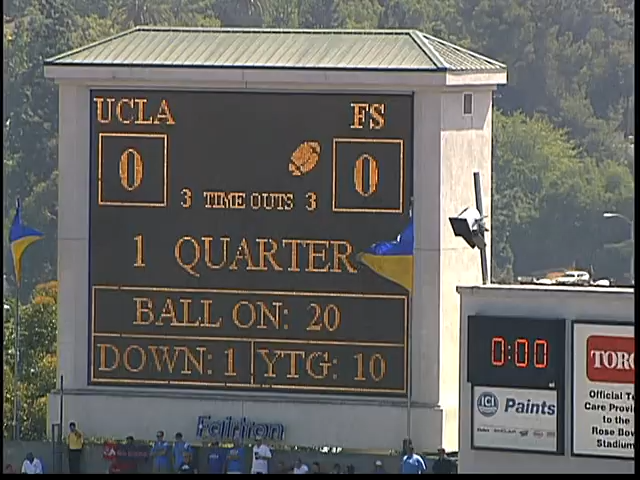 UCLA FS
0 0
3 TIME OUTS 3
1 QUARTER
BALL ON: 20
DOWN: 1 YTG: 10
Fairiron
0:00
ICI Paints
TORO
Official T
Care Provi
to the
Rose Bow
Stadium